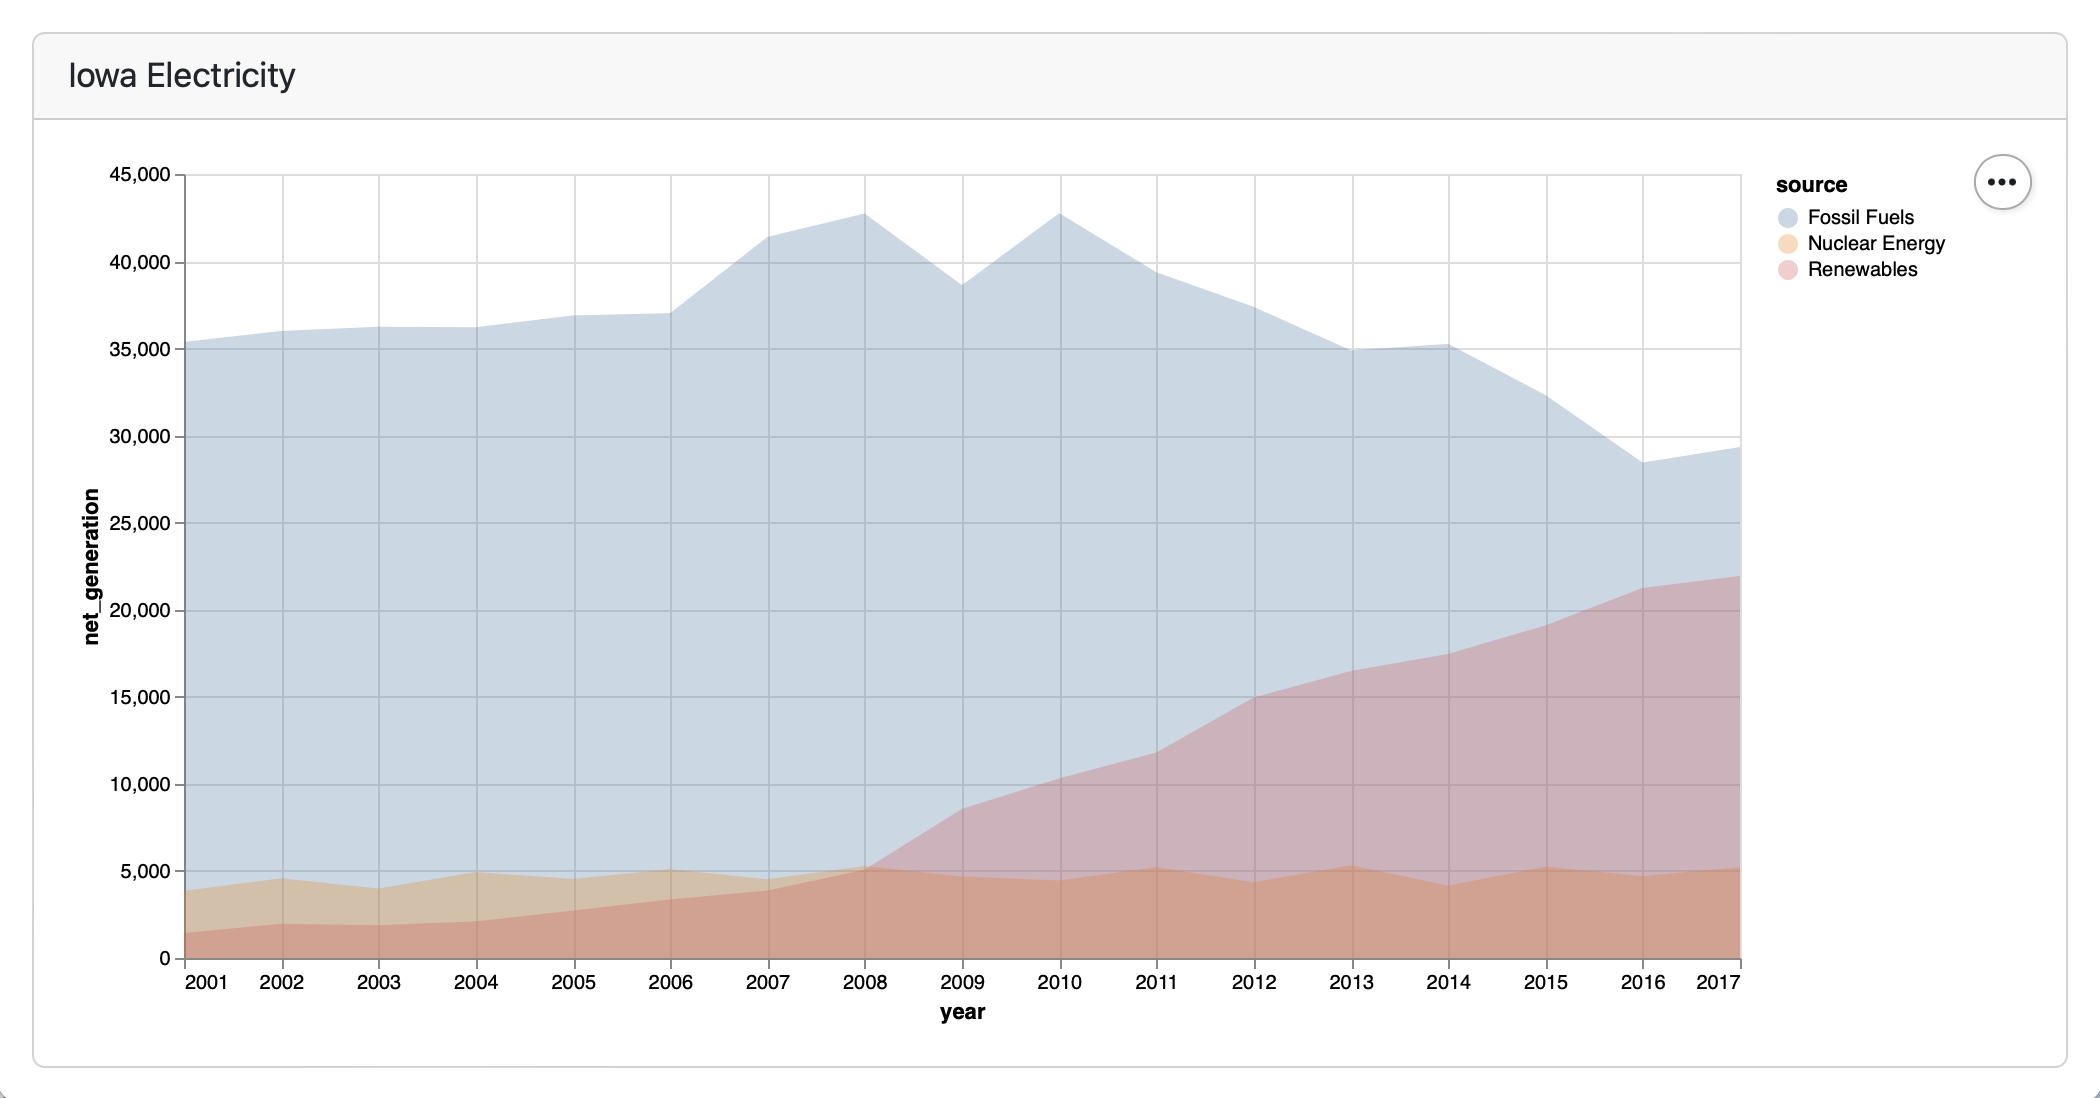 Iowa Electricity
45,000
40,000
35,000
30,000
25,000
20,000
15,000
10,000
5,000
0
net_generation
2001 2002 2003 2004 2005 2006 2007 2008 2009 2010 2011 2012 2013 2014 2015 2016 2017
year
source
Fossil Fuels
Nuclear Energy
Renewables